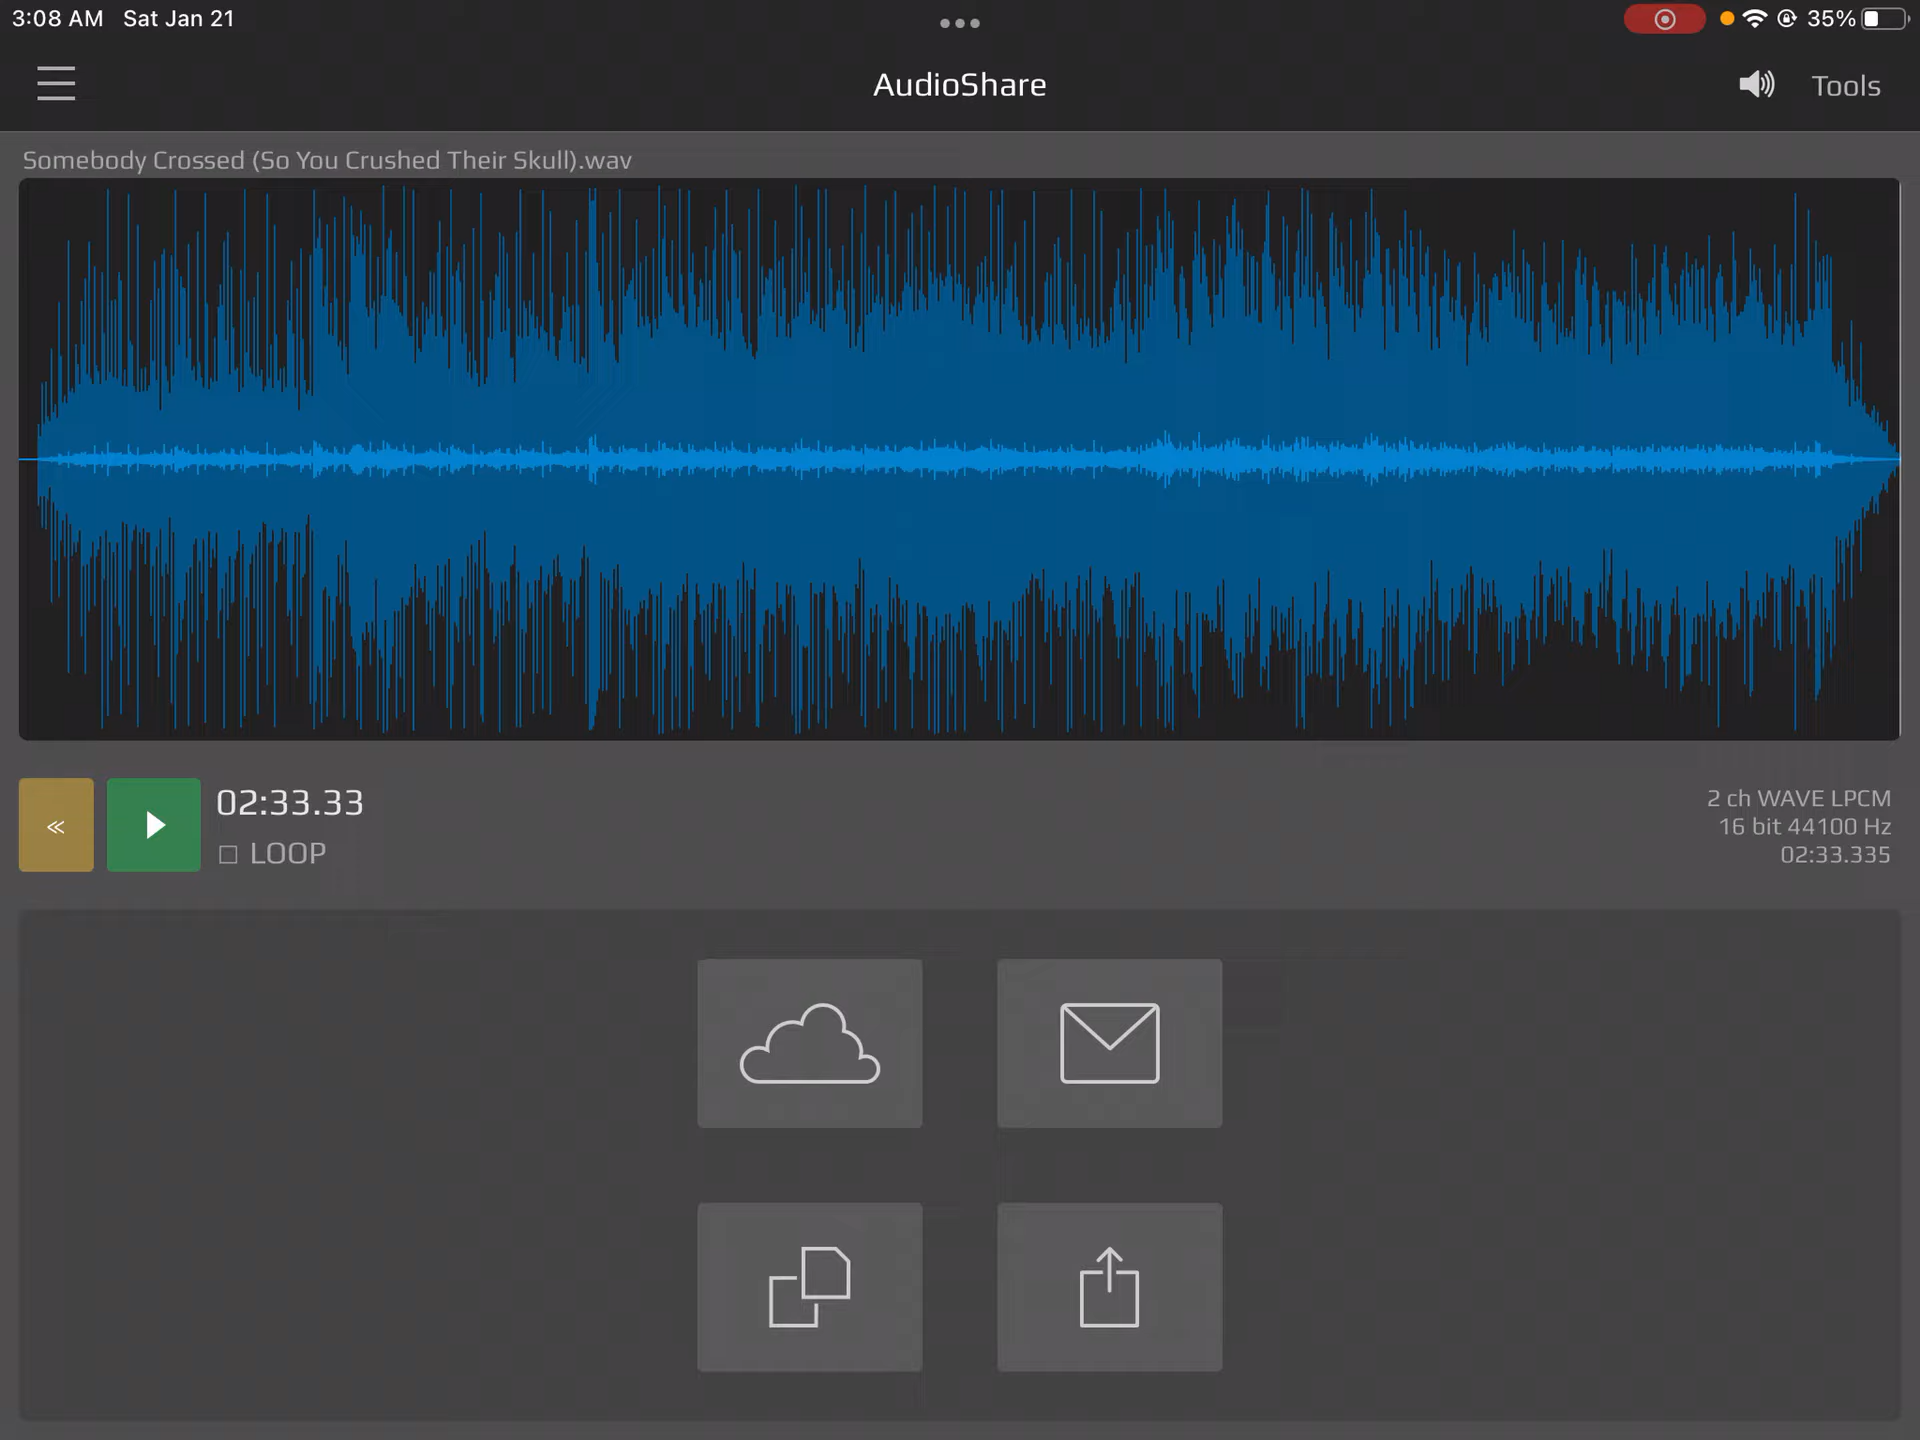 3:08 AM Sat Jan 21
35%
AudioShare
Tools
Somebody Crossed (So You Crushed Their Skull).wav
02:33.33
LOOP
2 ch WAVE LPCM
16 bit 44100 Hz
02:33.335